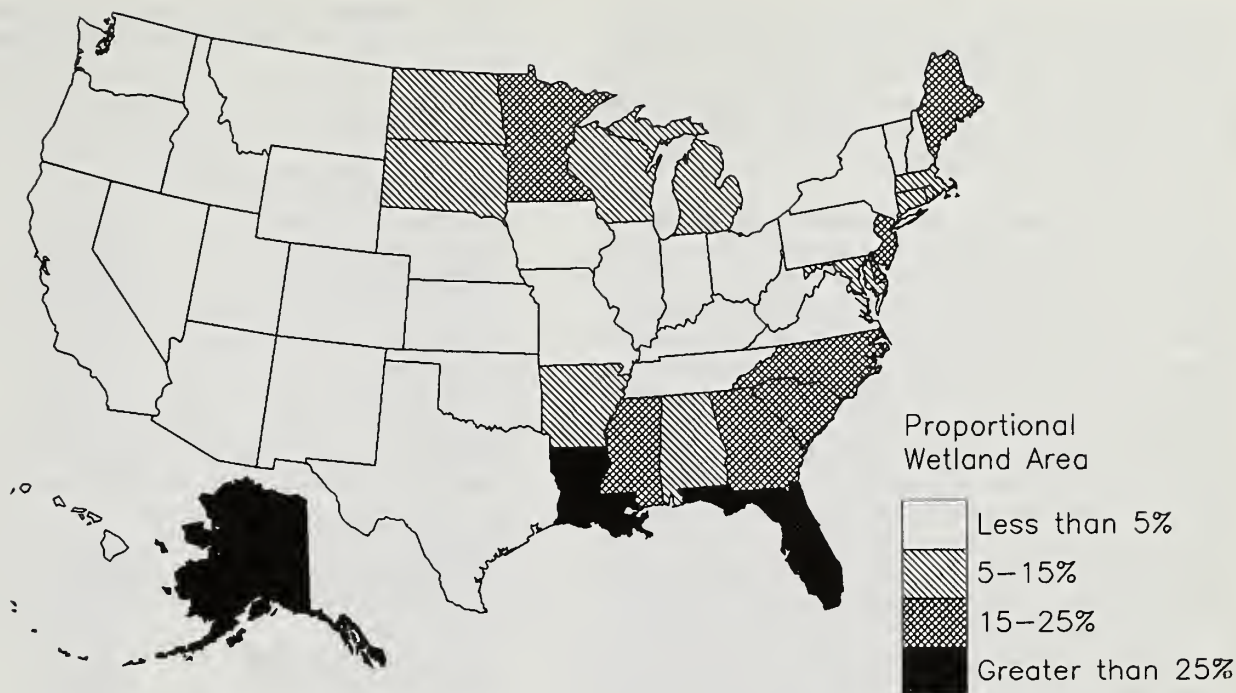 Proportional
Wetland Area
Less than 5%
5–15%
15–25%
Greater than 25%